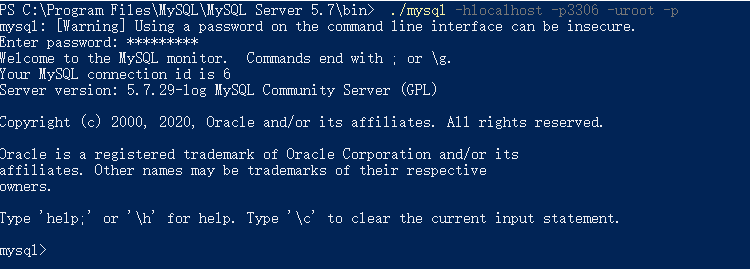 PS C:\Program Files\MySQL\MySQL Server 5.7\bin> ./mysql -hlocalhost -p3306 -uroot -p
mysql: [Warning] Using a password on the command line interface can be insecure.
Enter password: *********
Welcome to the MySQL monitor.  Commands end with ; or \g.
Your MySQL connection id is 6
Server version: 5.7.29-log MySQL Community Server (GPL)
Copyright (c) 2000, 2020, Oracle and/or its affiliates. All rights reserved.
Oracle is a registered trademark of Oracle Corporation and/or its
affiliates. Other names may be trademarks of their respective
owners.
Type 'help;' or '\h' for help. Type '\c' to clear the current input statement.
mysql>